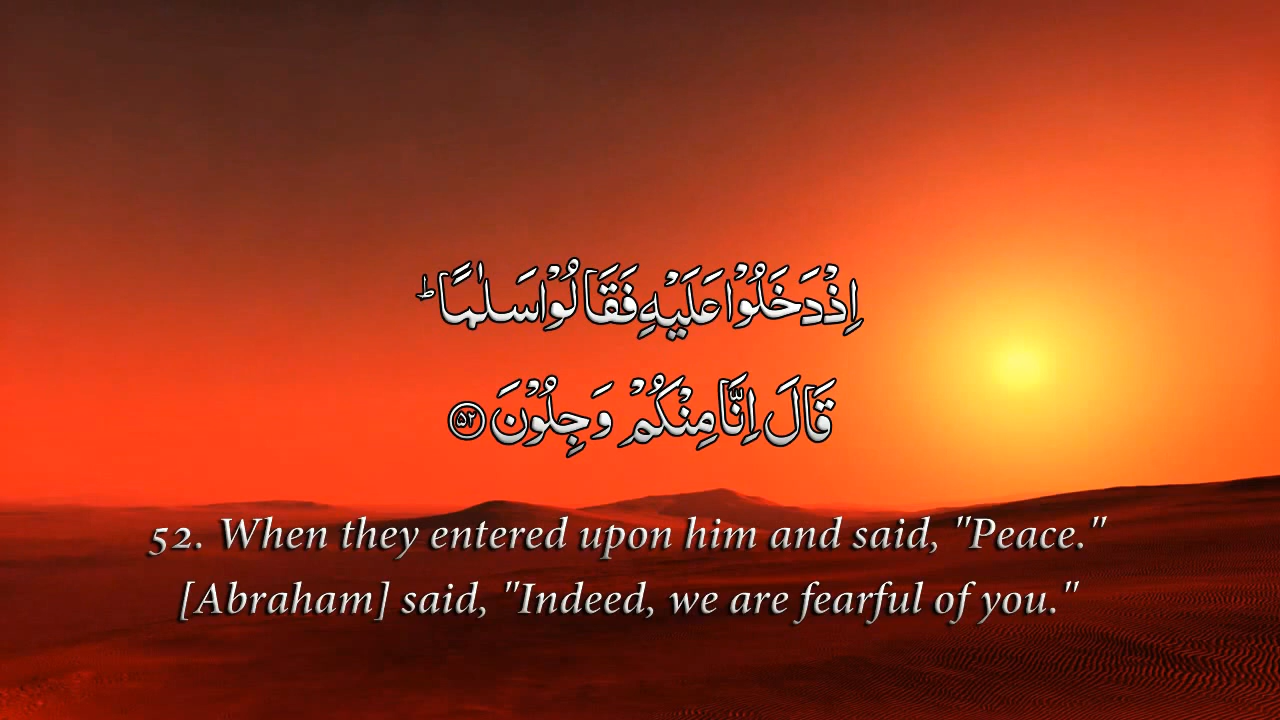 اِذۡ دَخَلُوۡا عَلَيۡهِ فَقَالُوۡا سَلٰمًاؕ
قَالَ اِنَّا مِنۡكُمۡ وَجِلُوۡنَ ۵۲
52. When they entered upon him and said, "Peace."
[Abraham] said, "Indeed, we are fearful of you."